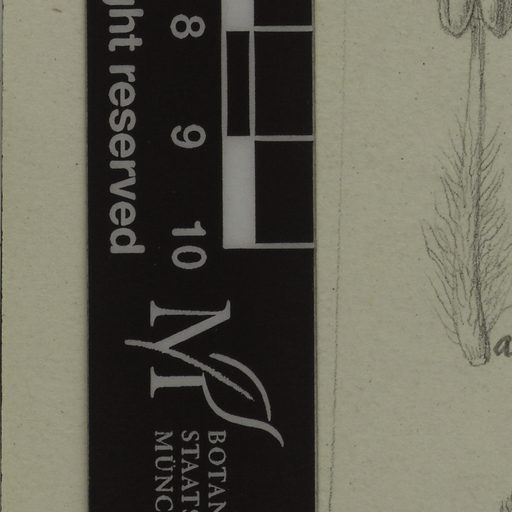 ght reserved
8
9
10
M
BOTAN
STAATS
MÜNC
a